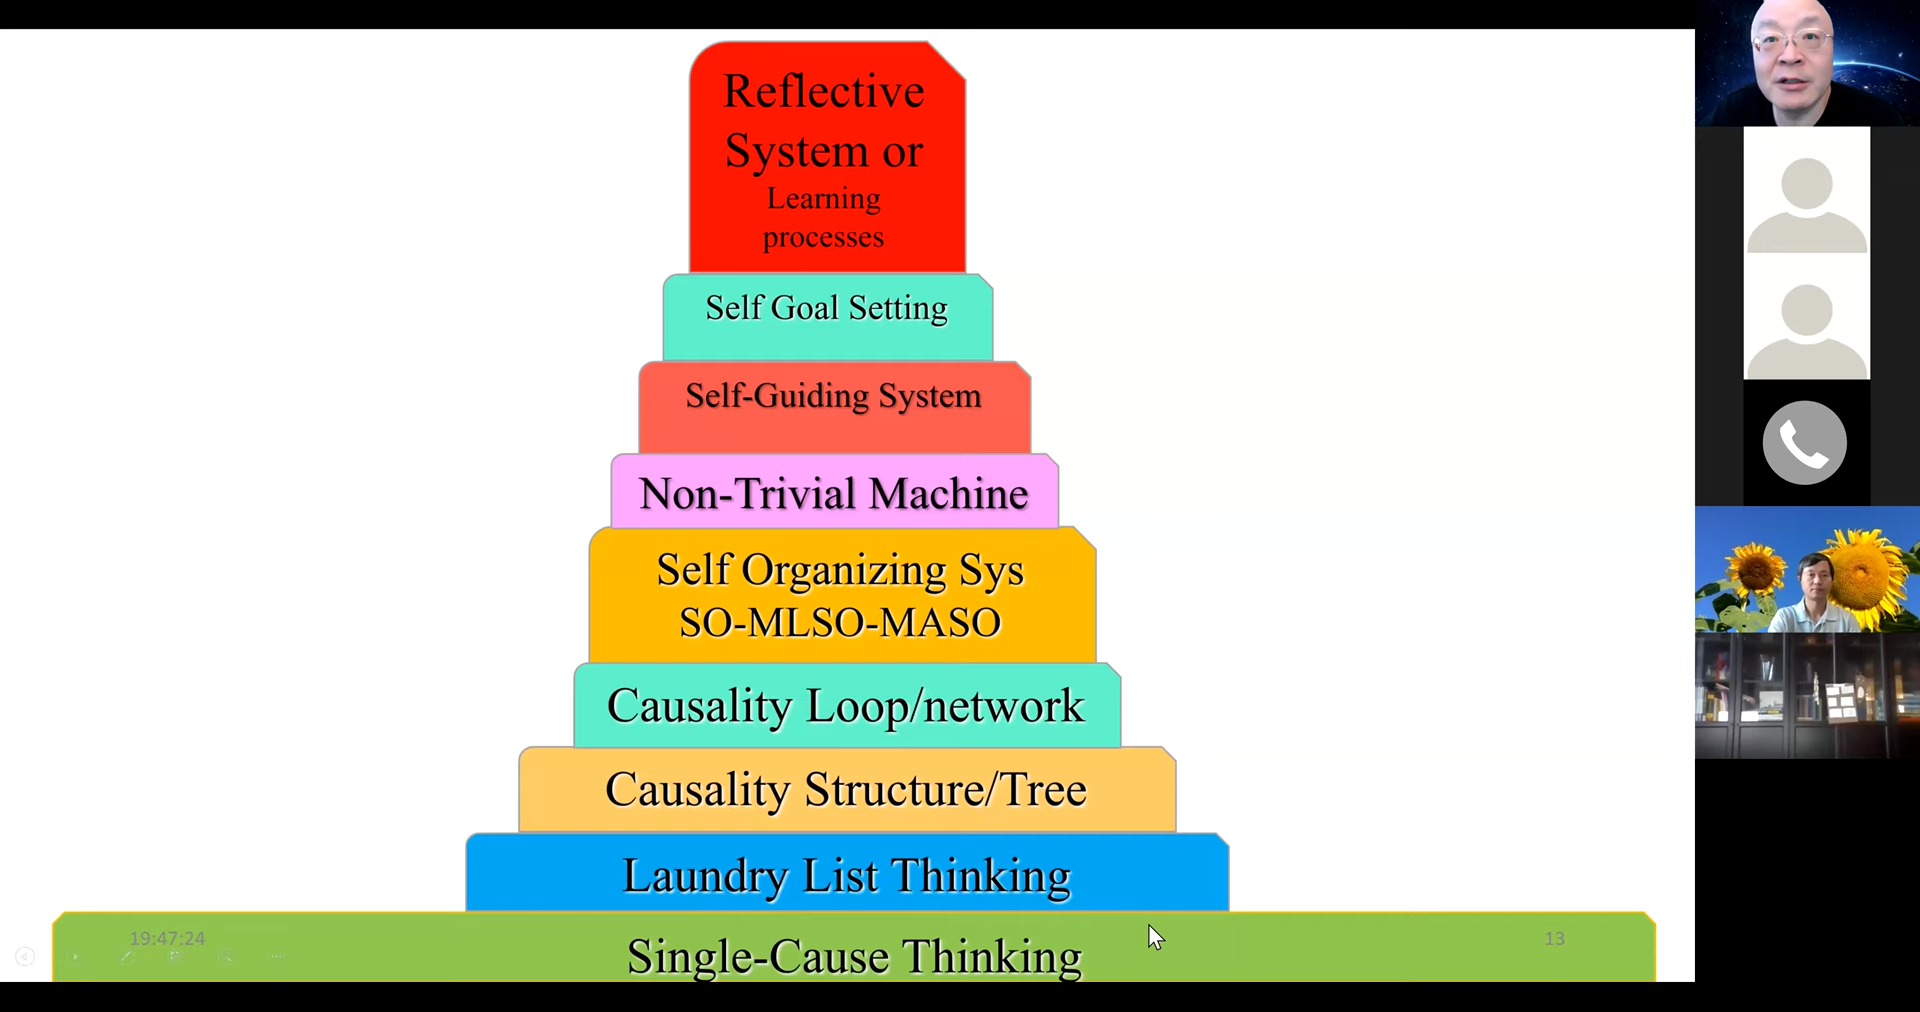 Reflective
System or
Learning
processes
Self Goal Setting
Self-Guiding System
Non-Trivial Machine
Self Organizing Sys
SO-MLSO-MASO
Causality Loop/network
Causality Structure/Tree
Laundry List Thinking
19:47:24
13
Single-Cause Thinking